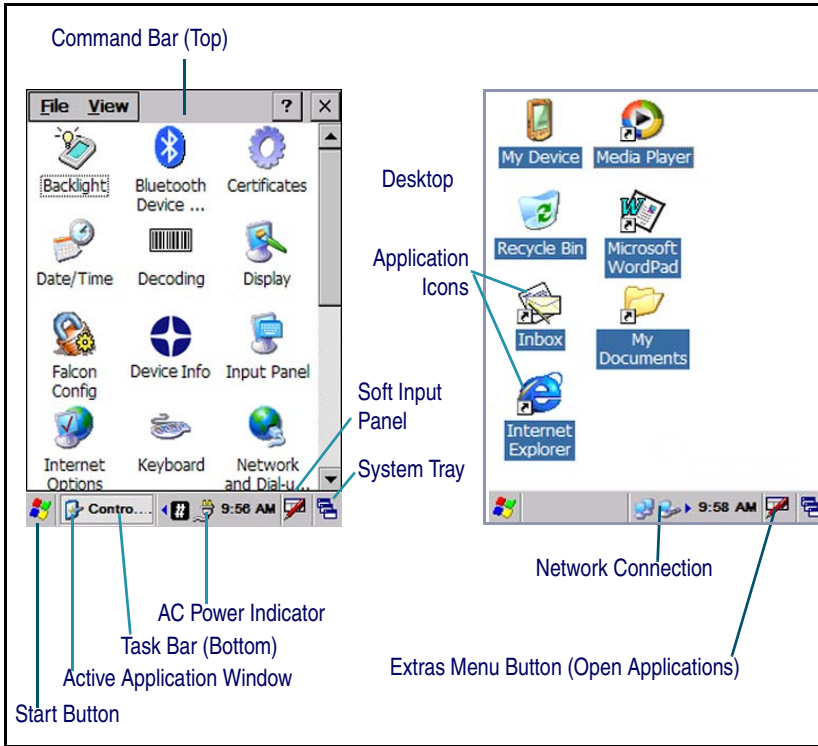 Command Bar (Top)
File View ? ×
Backlight
Bluetooth
Device ...
Certificates
Date/Time
Decoding
Display
Falcon
Config
Device Info
Input Panel
Internet
Options
Keyboard
Network
and Dial-u...
Contro...
#
9:56 AM
Desktop
Application
Icons
Soft Input
Panel
System Tray
My Device
Media Player
Recycle Bin
Microsoft
WordPad
Inbox
My
Documents
Internet
Explorer
9:58 AM
Network Connection
AC Power Indicator
Task Bar (Bottom)
Active Application Window
Extras Menu Button (Open Applications)
Start Button